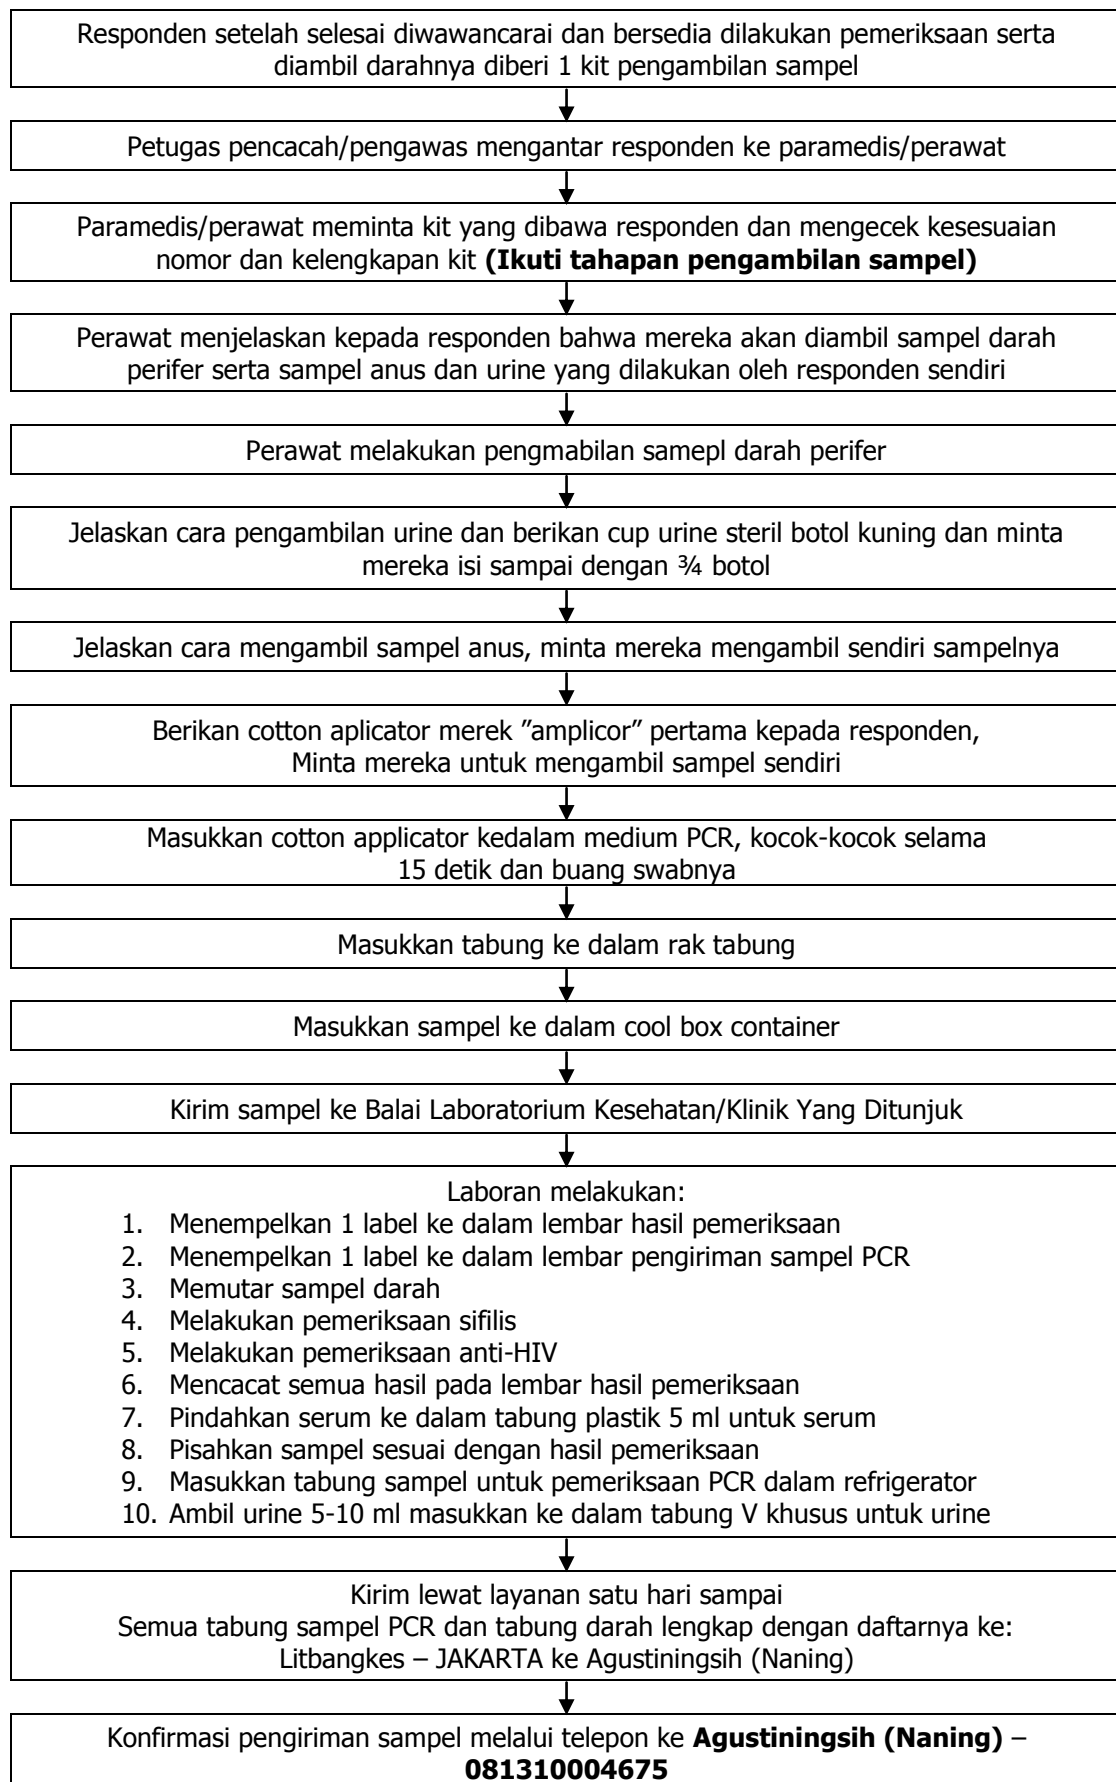 Responden setelah selesai diwawancarai dan bersedia dilakukan pemeriksaan serta
diambil darahnya diberi 1 kit pengambilan sampel
Petugas pencacah/pengawas mengantar responden ke paramedis/perawat
Paramedis/perawat meminta kit yang dibawa responden dan mengecek kesesuaian
nomor dan kelengkapan kit (Ikuti tahapan pengambilan sampel)
Perawat menjelaskan kepada responden bahwa mereka akan diambil sampel darah
perifer serta sampel anus dan urine yang dilakukan oleh responden sendiri
Perawat melakukan pengmabilan samepl darah perifer
Jelaskan cara pengambilan urine dan berikan cup urine steril botol kuning dan minta
mereka isi sampai dengan ¾ botol
Jelaskan cara mengambil sampel anus, minta mereka mengambil sendiri sampelnya
Berikan cotton aplicator merek ”amplicor” pertama kepada responden,
Minta mereka untuk mengambil sampel sendiri
Masukkan cotton applicator kedalam medium PCR, kocok-kocok selama
15 detik dan buang swabnya
Masukkan tabung ke dalam rak tabung
Masukkan sampel ke dalam cool box container
Kirim sampel ke Balai Laboratorium Kesehatan/Klinik Yang Ditunjuk
Laboran melakukan:
1. Menempelkan 1 label ke dalam lembar hasil pemeriksaan
2. Menempelkan 1 label ke dalam lembar pengiriman sampel PCR
3. Memutar sampel darah
4. Melakukan pemeriksaan sifilis
5. Melakukan pemeriksaan anti-HIV
6. Mencacat semua hasil pada lembar hasil pemeriksaan
7. Pindahkan serum ke dalam tabung plastik 5 ml untuk serum
8. Pisahkan sampel sesuai dengan hasil pemeriksaan
9. Masukkan tabung sampel untuk pemeriksaan PCR dalam refrigerator
10. Ambil urine 5-10 ml masukkan ke dalam tabung V khusus untuk urine
Kirim lewat layanan satu hari sampai
Semua tabung sampel PCR dan tabung darah lengkap dengan daftarnya ke:
Litbangkes – JAKARTA ke Agustiningsih (Naning)
Konfirmasi pengiriman sampel melalui telepon ke Agustiningsih (Naning) –
081310004675